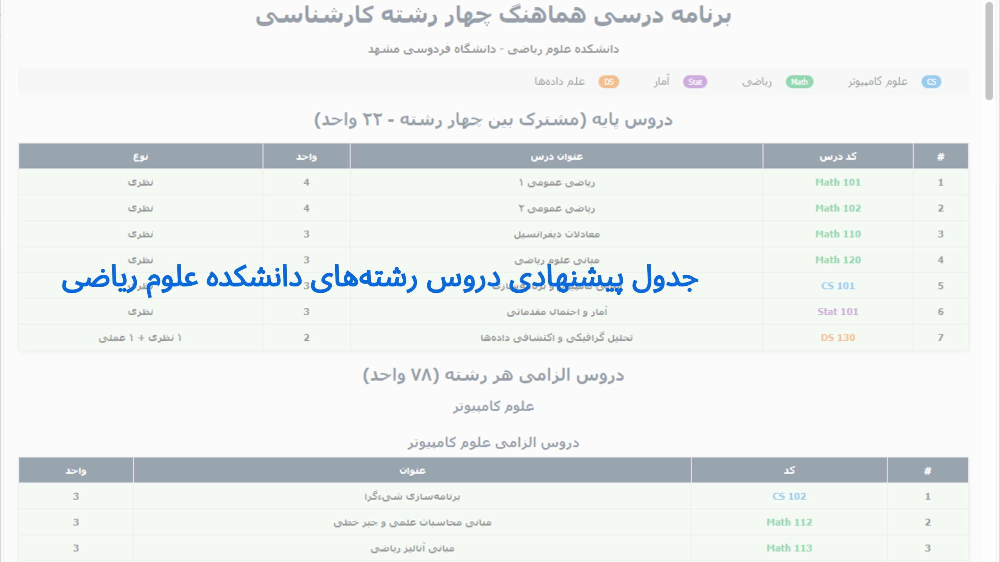 برنامه درسی هماهنگ چهار رشته کارشناسی
دانشکده علوم ریاضی - دانشگاه فردوسی مشهد
CS علوم کامپیوتر Math ریاضی Stat آمار DS علم داده‌ها
دروس پایه (مشترک بین چهار رشته - ۲۲ واحد)
# کد درس عنوان درس واحد نوع
1 Math 101 ریاضی عمومی ۱ 4 نظری
2 Math 102 ریاضی عمومی ۲ 4 نظری
3 Math 110 معادلات دیفرانسیل 3 نظری
4 Math 120 مبانی علوم ریاضی 3 نظری
جدول پیشنهادی دروس رشته‌های دانشکده علوم ریاضی
5 CS 101 مبانی کامپیوتر و برنامه‌سازی 3 نظری
6 Stat 101 آمار و احتمال مقدماتی 3 نظری
7 DS 130 تحلیل گرافیکی و اکتشافی داده‌ها 2 ۱ نظری + ۱ عملی
دروس الزامی هر رشته (۷۸ واحد)
علوم کامپیوتر
دروس الزامی علوم کامپیوتر
# کد عنوان واحد
1 CS 102 برنامه‌سازی شیءگرا 3
2 Math 112 مبانی محاسبات علمی و جبر خطی 3
3 Math 113 مبانی آنالیز ریاضی 3